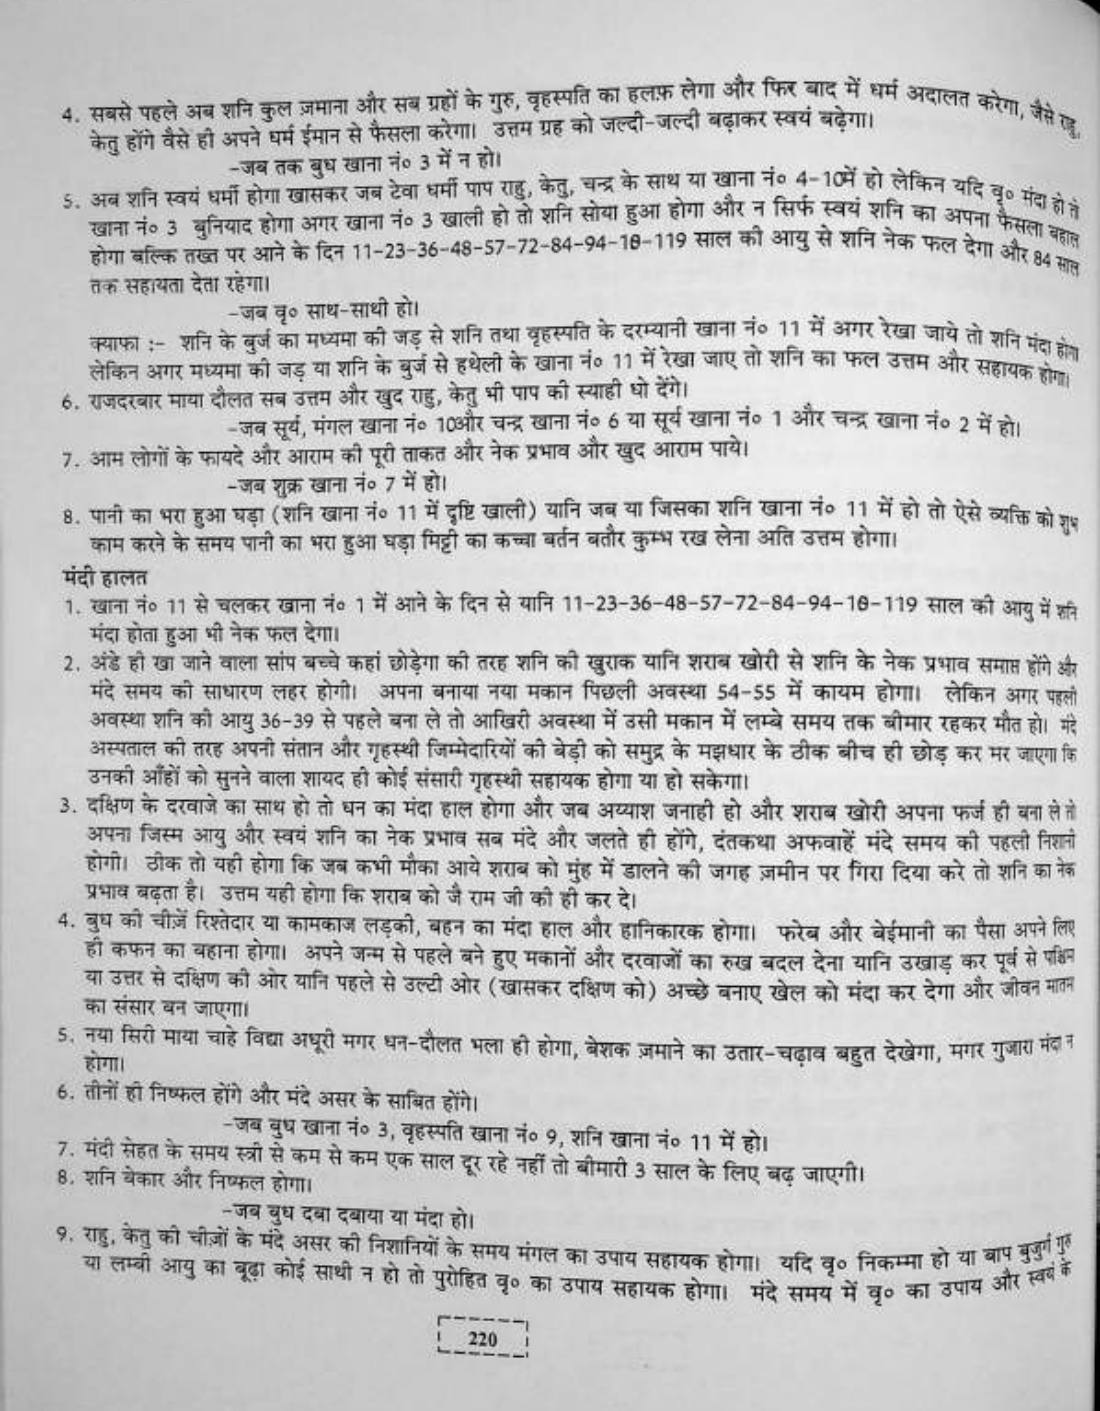 4. सबसे पहले अब शनि कुल ज़माना और सब ग्रहों के गुरु, वृहस्पति का हलफ़ लेगा और फिर बाद में धर्म अदालत करेगा, जैसे राहु,
केतु होंगे वैसे ही अपने धर्म ईमान से फैसला करेगा। उत्तम ग्रह को जल्दी-जल्दी बढ़ाकर स्वयं बढ़ेगा।
-जब तक बुध खाना नं० 3 में न हो।
5. अब शनि स्वयं धर्मी होगा खासकर जब टेवा धर्मी पाप राहु, केतु, चन्द्र के साथ या खाना नं० 4-10में हो लेकिन यदि वृ० मंदा हो तो
खाना नं० 3 बुनियाद होगा अगर खाना नं० 3 खाली हो तो शनि सोया हुआ होगा और न सिर्फ स्वयं शनि का अपना फैसला बहाल
होगा बल्कि तख्त पर आने के दिन 11-23-36-48-57-72-84-94-10-119 साल की आयु से शनि नेक फल देगा और 84 साल
तक सहायता देता रहेगा।
-जब वृ० साथ-साथी हो।
क्याफा :- शनि के बुर्ज का मध्यमा की जड़ से शनि तथा वृहस्पति के दरम्यानी खाना नं० 11 में अगर रेखा जाये तो शनि मंदा होगा
लेकिन अगर मध्यमा की जड़ या शनि के बुर्ज से हथेली के खाना नं० 11 में रेखा जाए तो शनि का फल उत्तम और सहायक होगा।
6. राजदरबार माया दौलत सब उत्तम और खुद राहु, केतु भी पाप की स्याही धो देंगे।
-जब सूर्य, मंगल खाना नं० 10और चन्द्र खाना नं० 6 या सूर्य खाना नं० 1 और चन्द्र खाना नं० 2 में हो।
7. आम लोगों के फायदे और आराम की पूरी ताकत और नेक प्रभाव और खुद आराम पाये।
-जब शुक्र खाना नं० 7 में हो।
8. पानी का भरा हुआ घड़ा (शनि खाना नं० 11 में दृष्टि खाली) यानि जब या जिसका शनि खाना नं० 11 में हो तो ऐसे व्यक्ति को शुभ
काम करने के समय पानी का भरा हुआ घड़ा मिट्टी का कच्चा बर्तन बतौर कुम्भ रख लेना अति उत्तम होगा।
मंदी हालत
1. खाना नं० 11 से चलकर खाना नं० 1 में आने के दिन से यानि 11-23-36-48-57-72-84-94-10-119 साल की आयु में शनि
मंदा होता हुआ भी नेक फल देगा।
2. अंडे ही खा जाने वाला सांप बच्चे कहां छोड़ेगा की तरह शनि की खुराक यानि शराब खोरी से शनि के नेक प्रभाव समाप्त होंगे और
मंदे समय की साधारण लहर होगी। अपना बनाया नया मकान पिछली अवस्था 54-55 में कायम होगा। लेकिन अगर पहली
अवस्था शनि की आयु 36-39 से पहले बना ले तो आखिरी अवस्था में उसी मकान में लम्बे समय तक बीमार रहकर मौत हो। मंदे
अस्पताल की तरह अपनी संतान और गृहस्थी जिम्मेदारियों की बेड़ी को समुद्र के मझधार के ठीक बीच ही छोड़ कर मर जाएगा कि
उनकी आँहों को सुनने वाला शायद ही कोई संसारी गृहस्थी सहायक होगा या हो सकेगा।
3. दक्षिण के दरवाजे का साथ हो तो धन का मंदा हाल होगा और जब अय्याश जनाही हो और शराब खोरी अपना फर्ज ही बना ले तो
अपना जिस्म आयु और स्वयं शनि का नेक प्रभाव सब मंदे और जलते ही होंगे, दंतकथा अफवाहें मंदे समय की पहली निशानी
होगी। ठीक तो यही होगा कि जब कभी मौका आये शराब को मुंह में डालने की जगह ज़मीन पर गिरा दिया करे तो शनि का नेक
प्रभाव बढ़ता है। उत्तम यही होगा कि शराब को जै राम जी की ही कर दे।
4. बुध की चीज़ें रिश्तेदार या कामकाज लड़की, बहन का मंदा हाल और हानिकारक होगा। फरेब और बेईमानी का पैसा अपने लिए
ही कफन का बहाना होगा। अपने जन्म से पहले बने हुए मकानों और दरवाजों का रुख बदल देना यानि उखाड़ कर पूर्व से पश्चिम
या उत्तर से दक्षिण की ओर यानि पहले से उल्टी ओर (खासकर दक्षिण को) अच्छे बनाए खेल को मंदा कर देगा और जीवन मातम
का संसार बन जाएगा।
5. नया सिरी माया चाहे विद्या अधूरी मगर धन-दौलत भला ही होगा, बेशक ज़माने का उतार-चढ़ाव बहुत देखेगा, मगर गुजारा मंदा न
होगा।
6. तीनों ही निष्फल होंगे और मंदे असर के साबित होंगे।
-जब बुध खाना नं० 3, वृहस्पति खाना नं० 9, शनि खाना नं० 11 में हो।
7. मंदी सेहत के समय स्त्री से कम से कम एक साल दूर रहे नहीं तो बीमारी 3 साल के लिए बढ़ जाएगी।
8. शनि बेकार और निष्फल होगा।
-जब बुध दबा दबाया या मंदा हो।
9. राहु, केतु की चीज़ों के मंदे असर की निशानियों के समय मंगल का उपाय सहायक होगा। यदि वृ० निकम्मा हो या बाप बुजुर्ग गुरु
या लम्बी आयु का बूढ़ा कोई साथी न हो तो पुरोहित वृ० का उपाय सहायक होगा। मंदे समय में वृ० का उपाय और स्वयं के
220